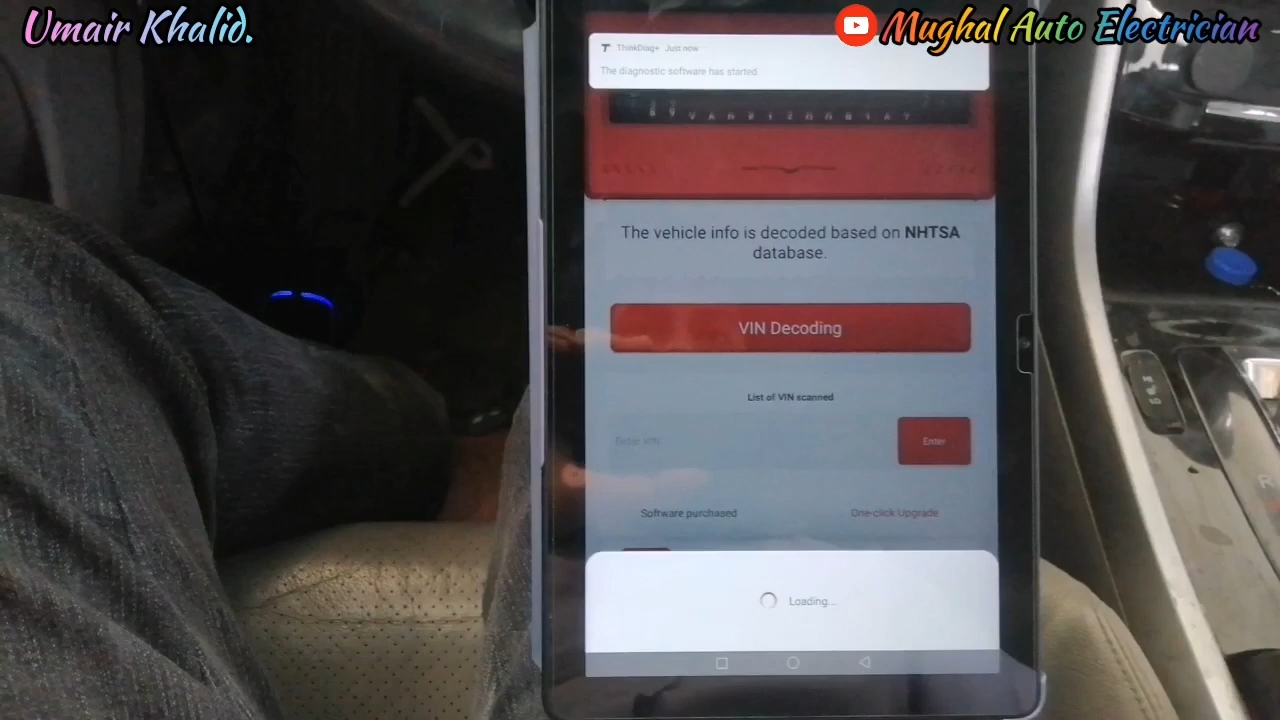 Umair Khalid.
Mughal Auto Electrician
ThinkDiag+ Just now
The diagnostic software has started
The vehicle info is decoded based on NHTSA
database.
VIN Decoding
List of VIN scanned
Enter VIN
Enter
Software purchased
One-click Upgrade
Loading...
R